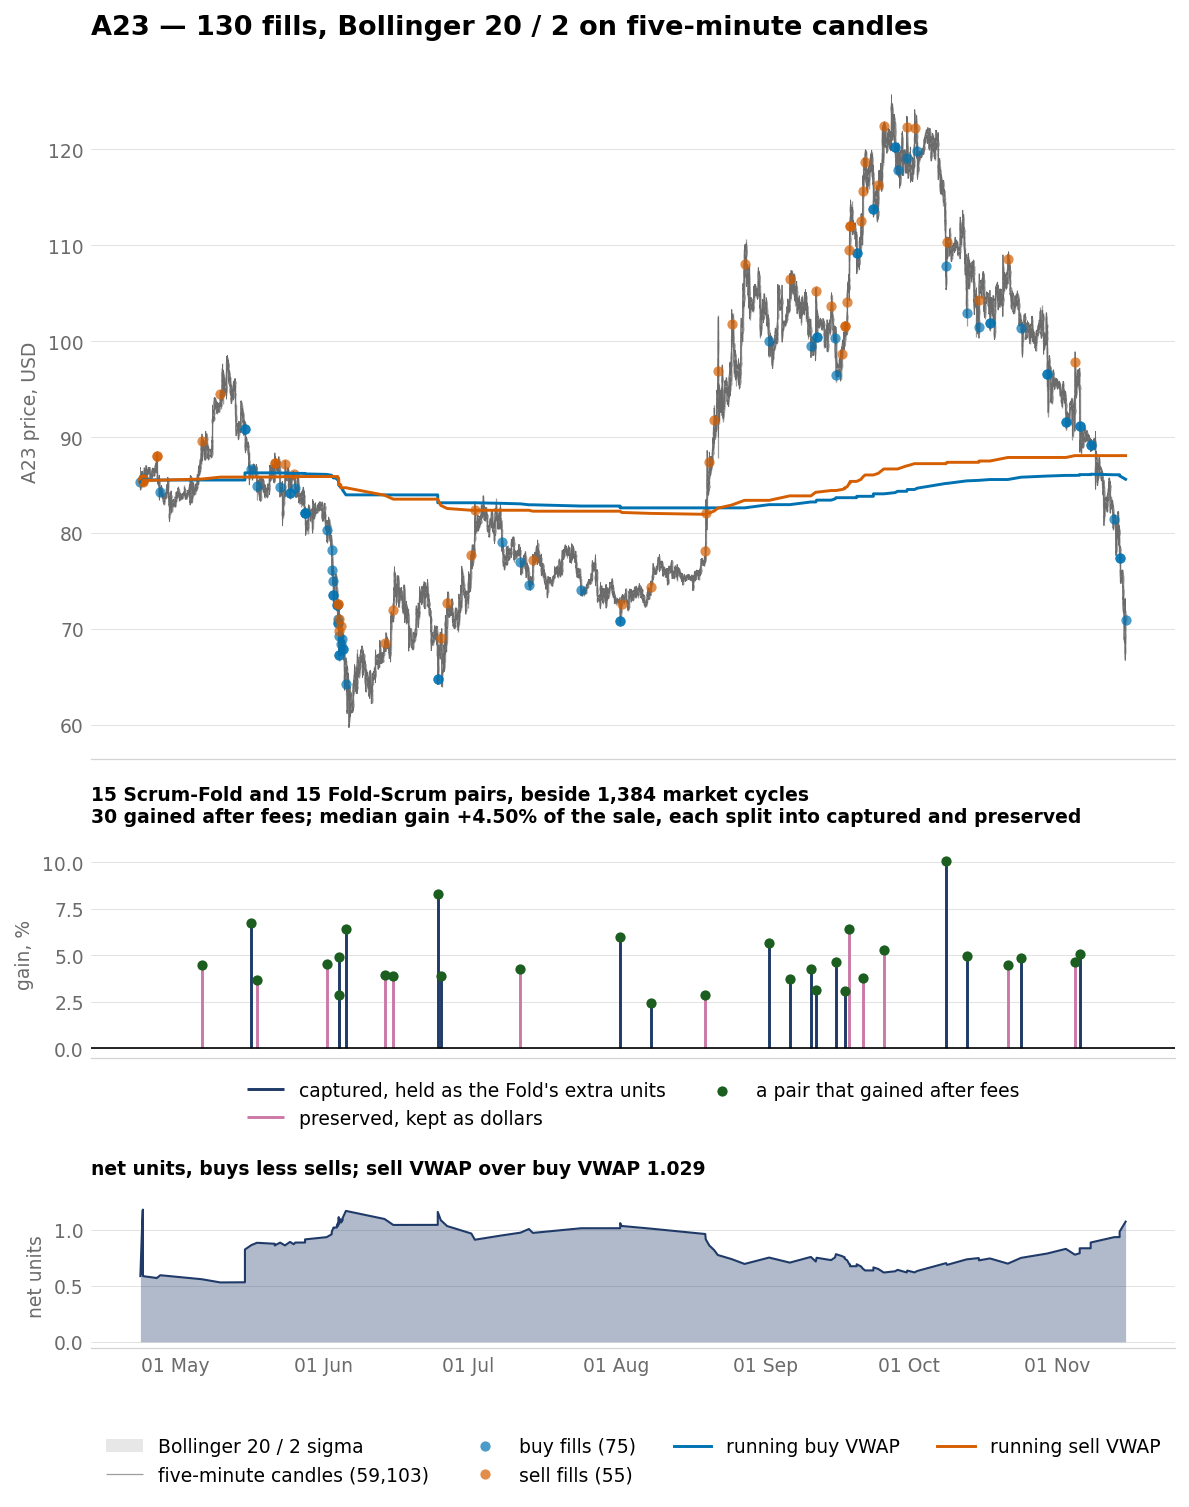 A23 — 130 fills, Bollinger 20 / 2 on five-minute candles
120
110
100
90
80
70
60
A23 price, USD
15 Scrum-Fold and 15 Fold-Scrum pairs, beside 1,384 market cycles
30 gained after fees; median gain +4.50% of the sale, each split into captured and preserved
10.0
7.5
5.0
2.5
0.0
gain, %
captured, held as the Fold's extra units
a pair that gained after fees
preserved, kept as dollars
net units, buys less sells; sell VWAP over buy VWAP 1.029
1.0
0.5
0.0
net units
01 May
01 Jun
01 Jul
01 Aug
01 Sep
01 Oct
01 Nov
Bollinger 20 / 2 sigma
buy fills (75)
running buy VWAP
running sell VWAP
five-minute candles (59,103)
sell fills (55)